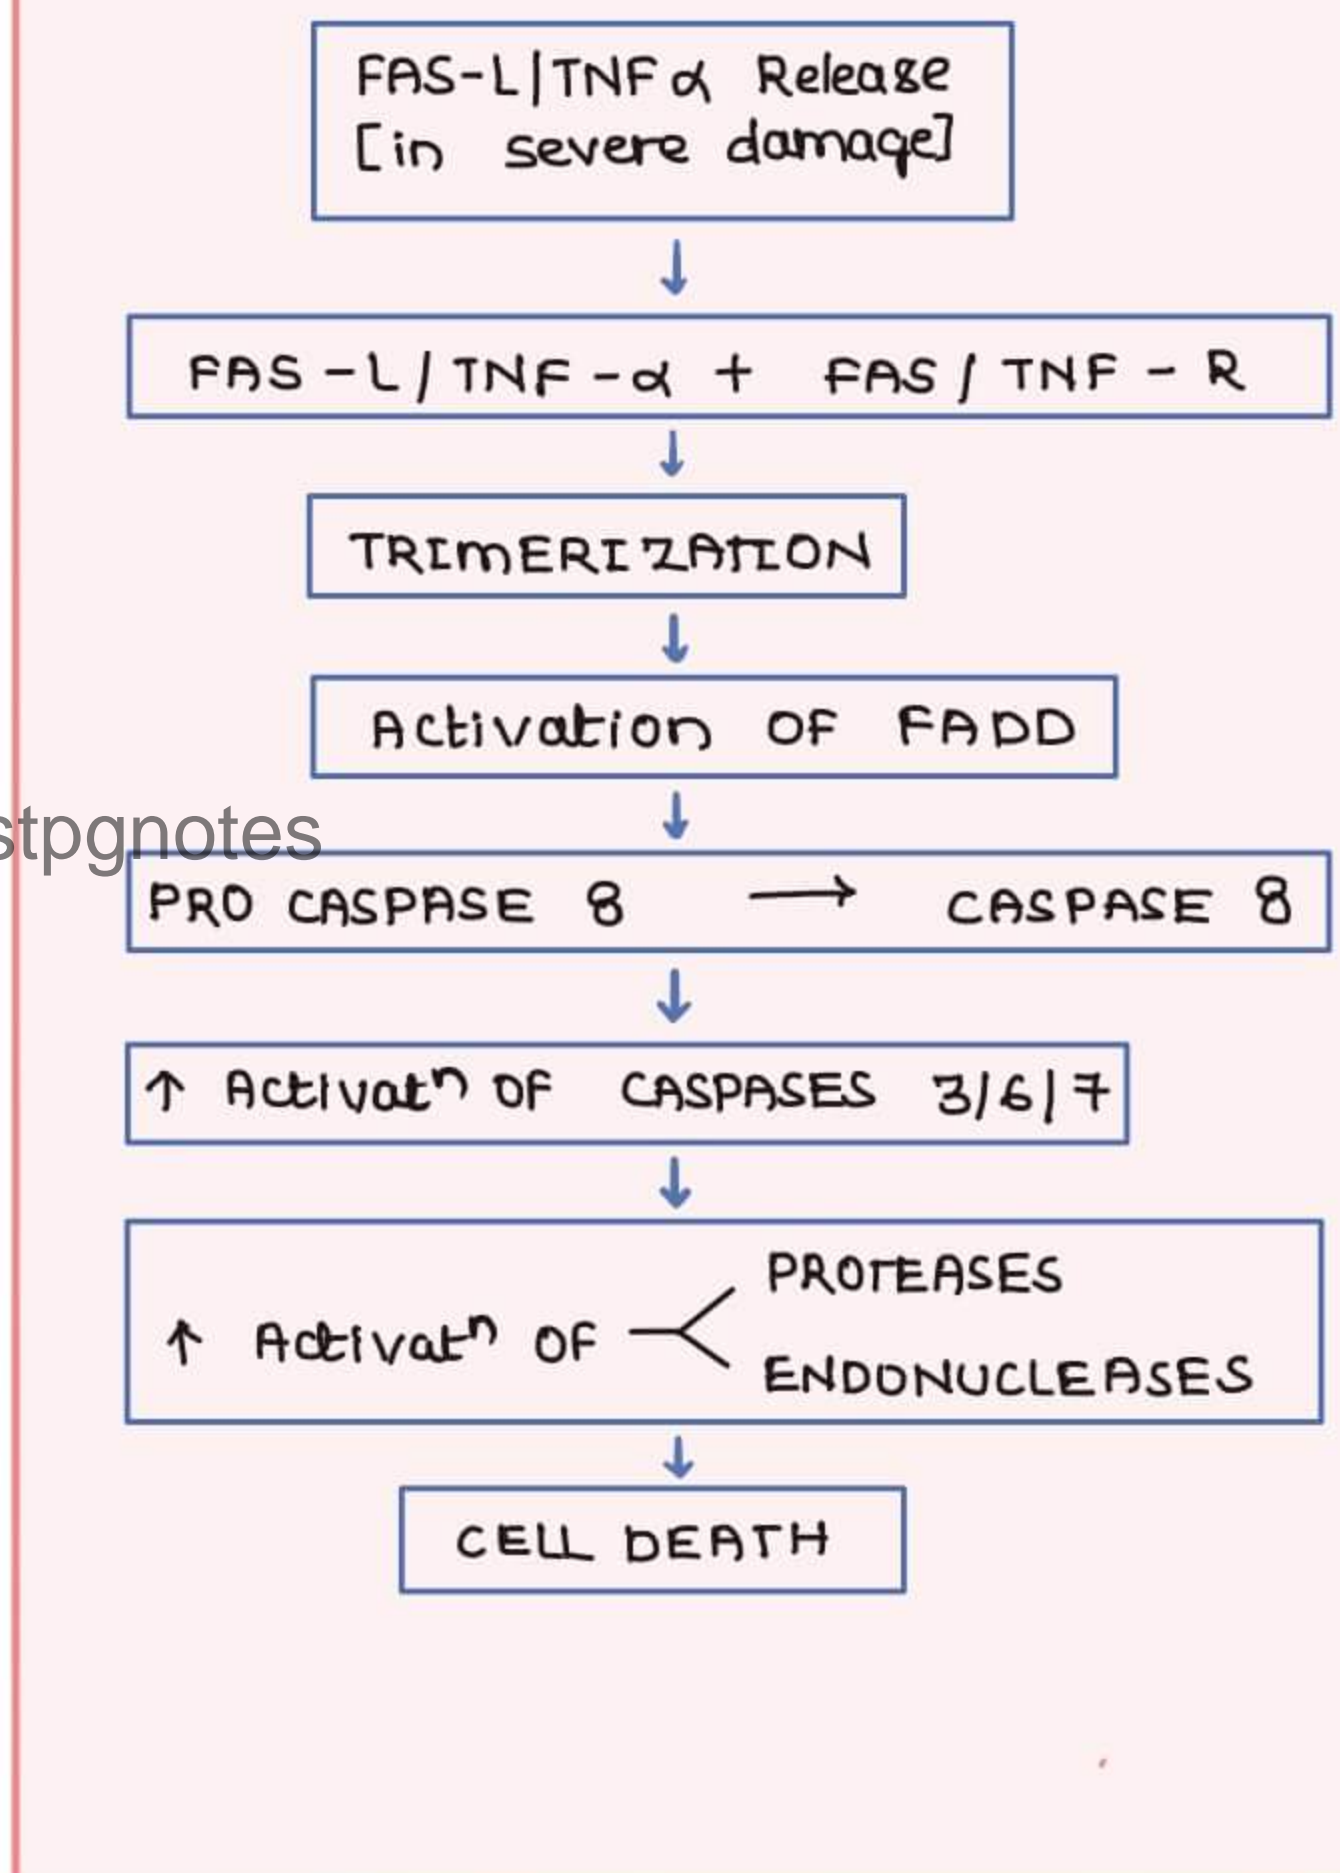 FAS-L/TNF α Release
[in severe damage]
↓
FAS-L/TNF-α + FAS/TNF-R
↓
TRIMERIZATION
↓
Activation OF FADD
↓
stpgnotes
PRO CASPASE 8 → CASPASE 8
↓
↑ Activatⁿ OF CASPASES 3/6/7
↓
PROTEASES
↑ Activatⁿ OF
ENDONUCLEASES
↓
CELL DEATH